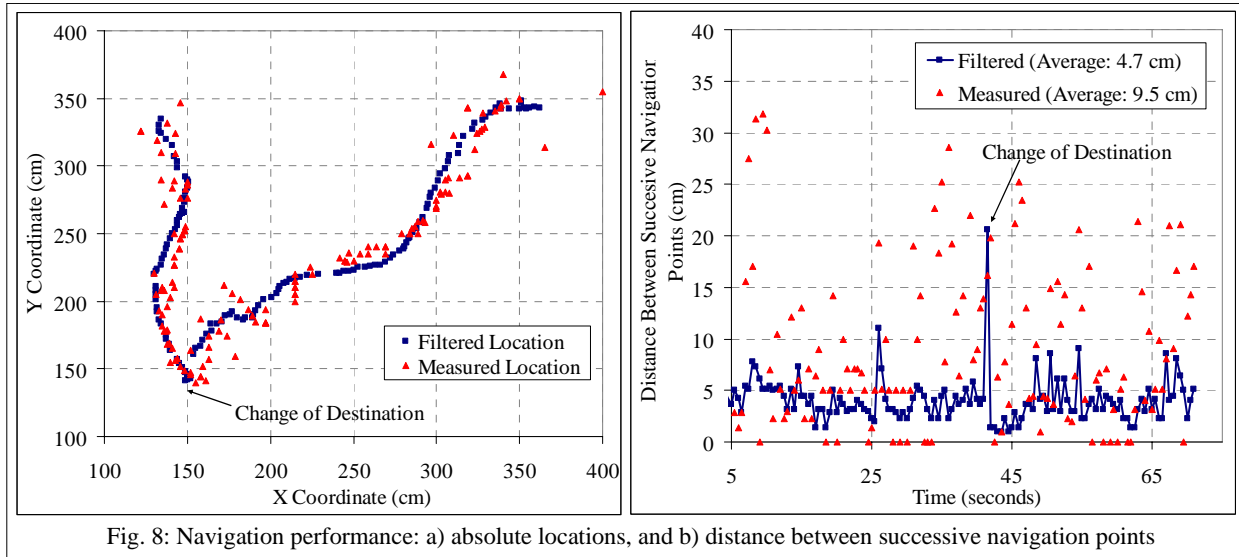 400
350
300
250
200
150
100
Y Coordinate (cm)
Filtered Location
Measured Location
Change of Destination
100 150 200 250 300 350 400
X Coordinate (cm)
40
35
30
25
20
15
10
5
0
Distance Between Succesive Navigation
Points (cm)
Filtered (Average: 4.7 cm)
Measured (Average: 9.5 cm)
Change of Destination
5 25 45 65
Time (seconds)
Fig. 8: Navigation performance: a) absolute locations, and b) distance between successive navigation points